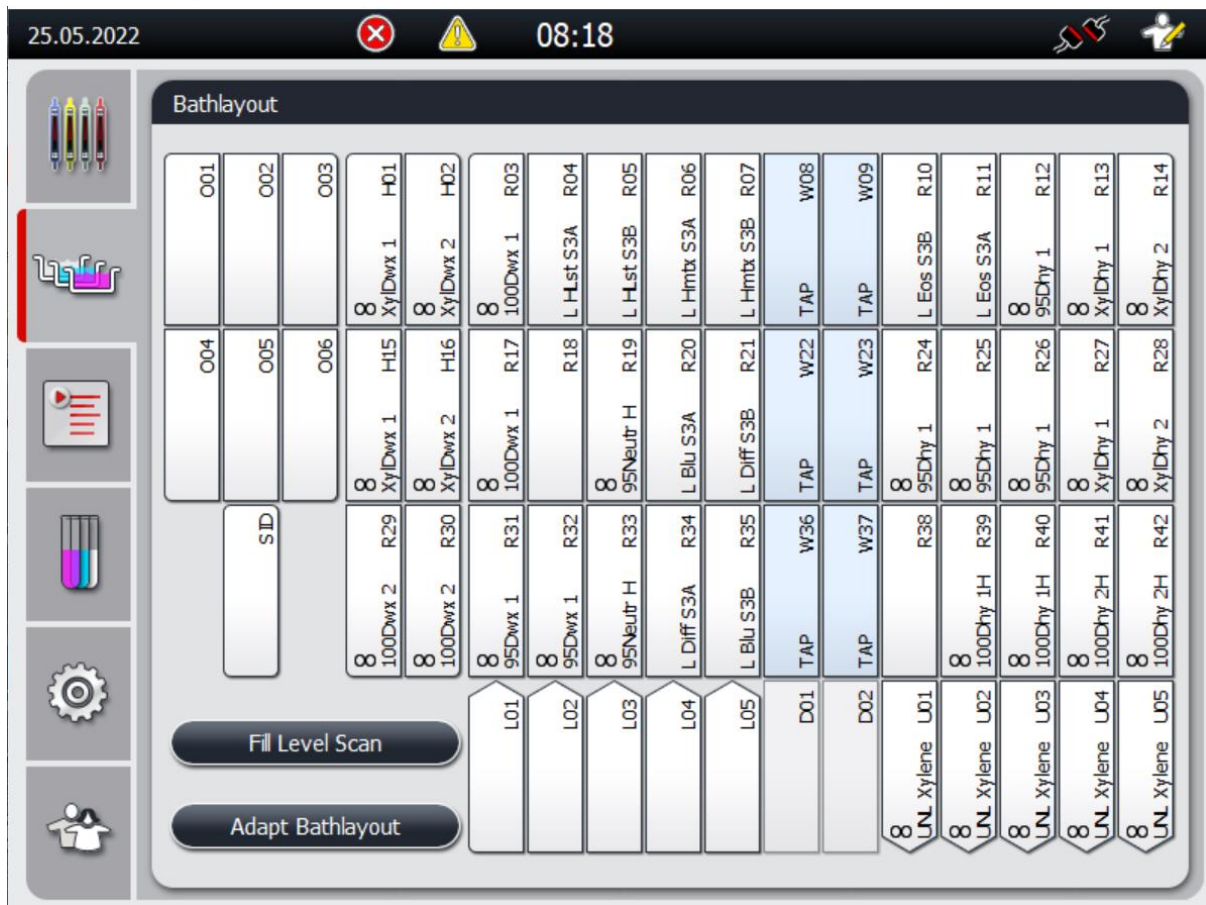 25.05.2022
08:18
Bathlayout
O01
O02
O03
H01 ∞ XylDwx 1
H02 ∞ XylDwx 2
R03 ∞ 100Dwx 1
R04 L HLst S3A
R05 L HLst S3B
R06 L Hmtx S3A
R07 L Hmtx S3B
W08 TAP
W09 TAP
R10 L Eos S3B
R11 L Eos S3A
R12 ∞ 95Dhy 1
R13 ∞ XylDhy 1
R14 ∞ XylDhy 2
O04
O05
O06
H15 ∞ XylDwx 1
H16 ∞ XylDwx 2
R17 ∞ 100Dwx 1
R18
R19 ∞ 95Neutr H
R20 L Blu S3A
R21 L Diff S3B
W22 TAP
W23 TAP
R24 ∞ 95Dhy 1
R25 ∞ 95Dhy 1
R26 ∞ 95Dhy 1
R27 ∞ XylDhy 1
R28 ∞ XylDhy 2
SID
R29 ∞ 100Dwx 2
R30 ∞ 100Dwx 2
R31 ∞ 95Dwx 1
R32 ∞ 95Dwx 1
R33 ∞ 95Neutr H
R34 L Diff S3A
R35 L Blu S3B
W36 TAP
W37 TAP
R38
R39 ∞ 100Dhy 1H
R40 ∞ 100Dhy 1H
R41 ∞ 100Dhy 2H
R42 ∞ 100Dhy 2H
Fill Level Scan
Adapt Bathlayout
L01
L02
L03
L04
L05
D01
D02
U01 ∞ UNL Xylene
U02 ∞ UNL Xylene
U03 ∞ UNL Xylene
U04 ∞ UNL Xylene
U05 ∞ UNL Xylene